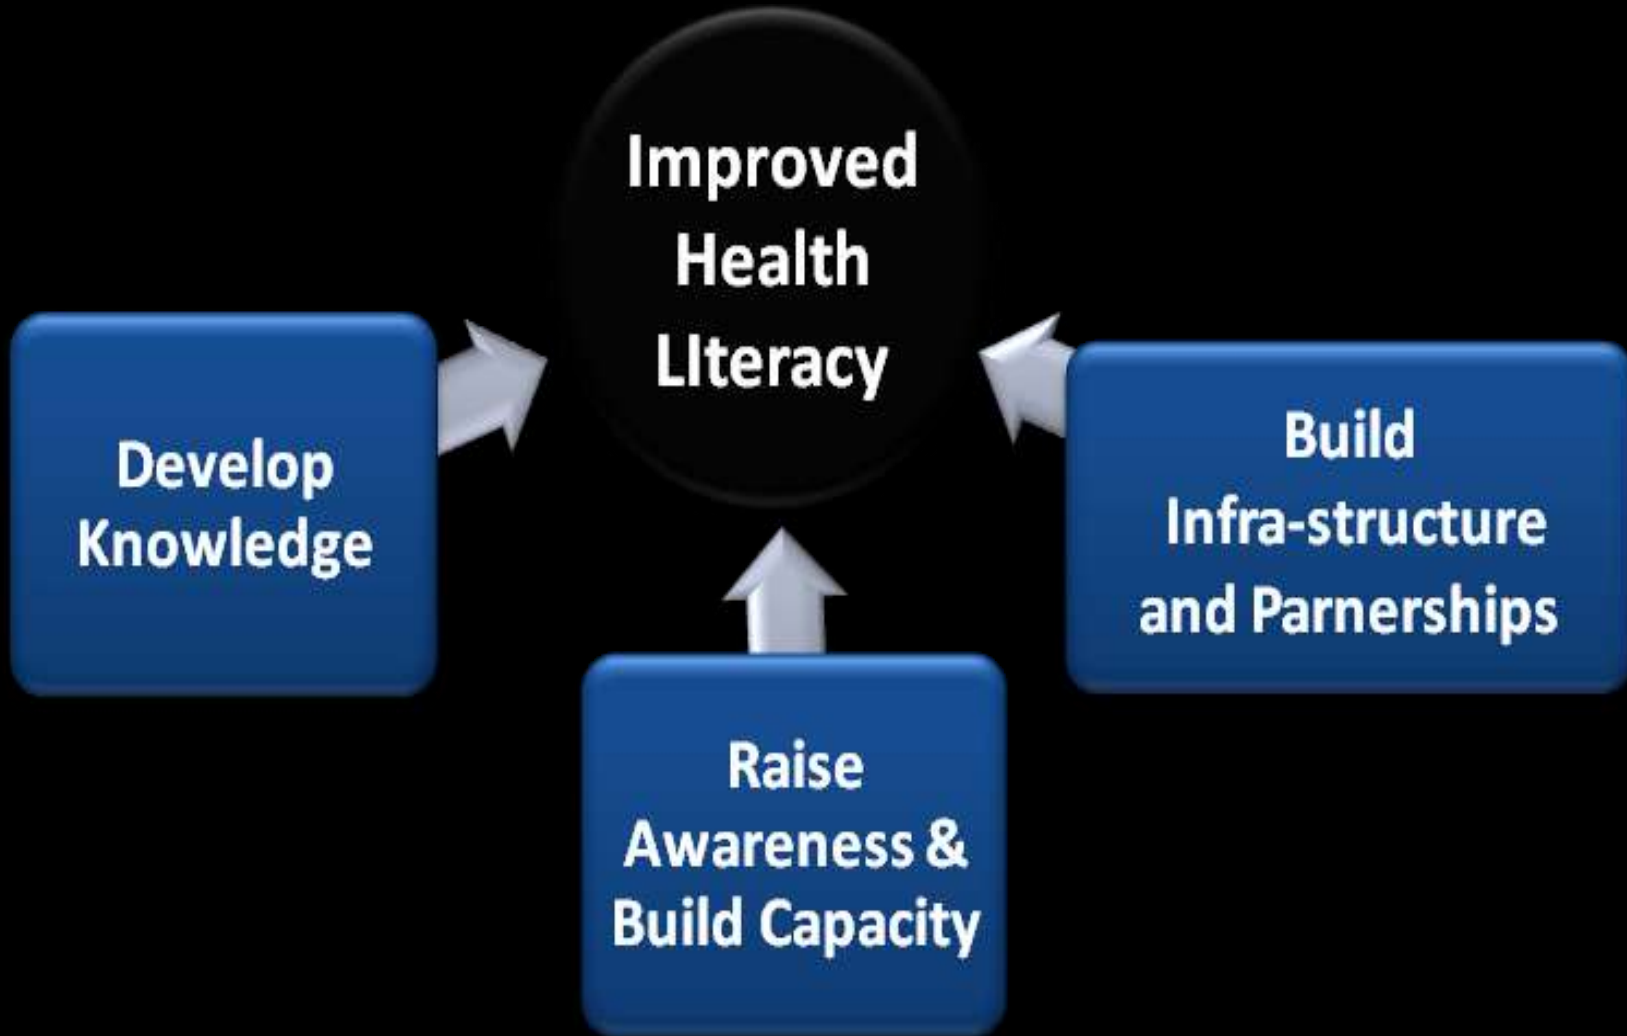 Improved
Health
LIteracy
Develop
Knowledge
Build
Infra-structure
and Parnerships
Raise
Awareness &
Build Capacity